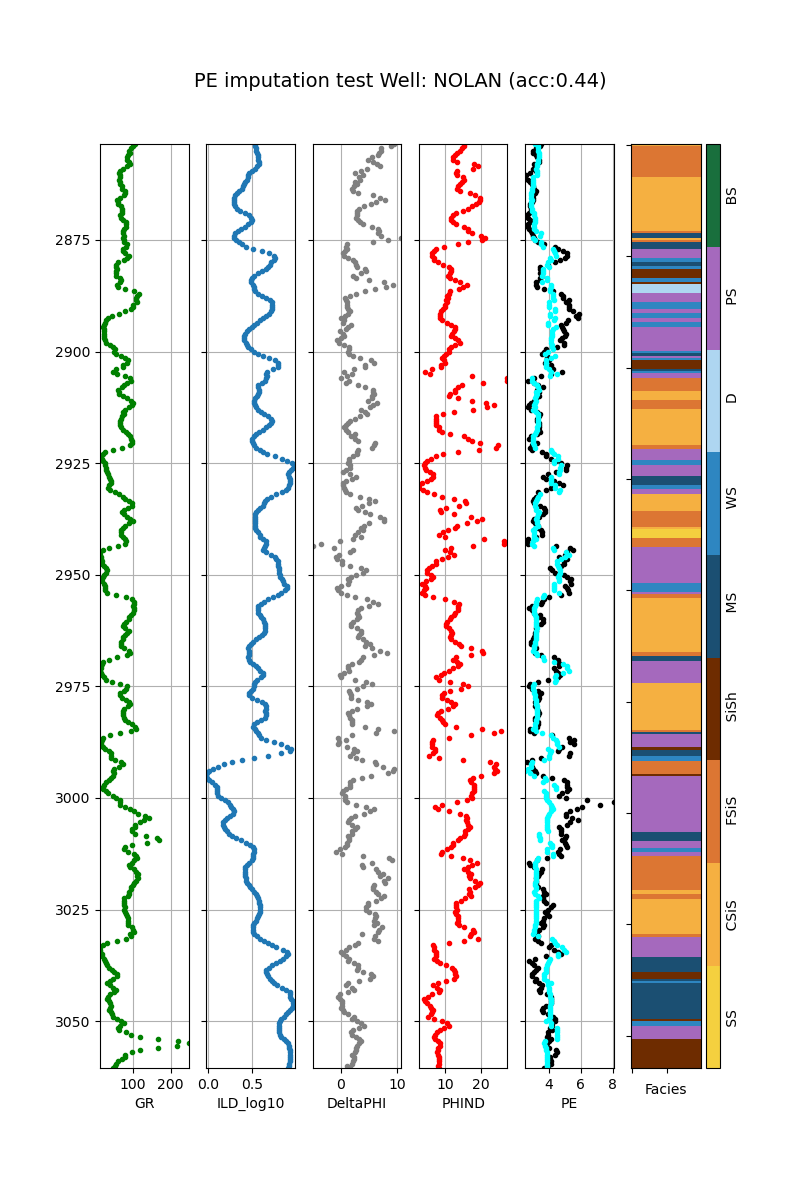 PE imputation test Well: NOLAN (acc:0.44)
2875
2900
2925
2950
2975
3000
3025
3050
100 200
0.0 0.5
0 10
10 20
4 6 8
GR
ILD_log10
DeltaPHI
PHIND
PE
Facies
BS
PS
D
WS
MS
SiSh
FSiS
CSiS
SS